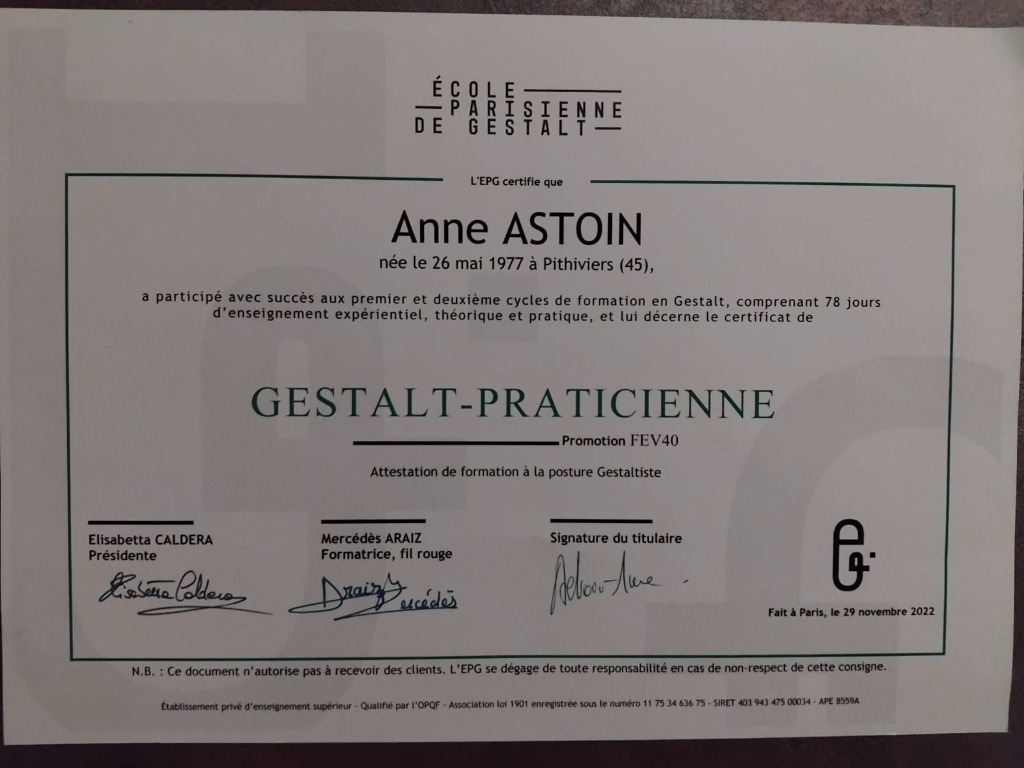 ÉCOLE
PARISIENNE
DE GESTALT
L'EPG certifie que
Anne ASTOIN
née le 26 mai 1977 à Pithiviers (45),
a participé avec succès aux premier et deuxième cycles de formation en Gestalt, comprenant 78 jours
d'enseignement expérientiel, théorique et pratique, et lui décerne le certificat de
GESTALT-PRATICIENNE
Promotion FEV40
Attestation de formation à la posture Gestaltiste
Elisabetta CALDERA
Présidente
Elisabetta Caldera
Mercédès ARAIZ
Formatrice, fil rouge
Araiz
Mercédès
Signature du titulaire
Astoin Anne
Fait à Paris, le 29 novembre 2022
N.B. : Ce document n'autorise pas à recevoir des clients. L'EPG se dégage de toute responsabilité en cas de non-respect de cette consigne.
Établissement privé d'enseignement supérieur - Qualifié par l'OPQF - Association loi 1901 enregistrée sous le numéro 11 75 34 636 75 - SIRET 403 943 475 00034 - APE 8559A